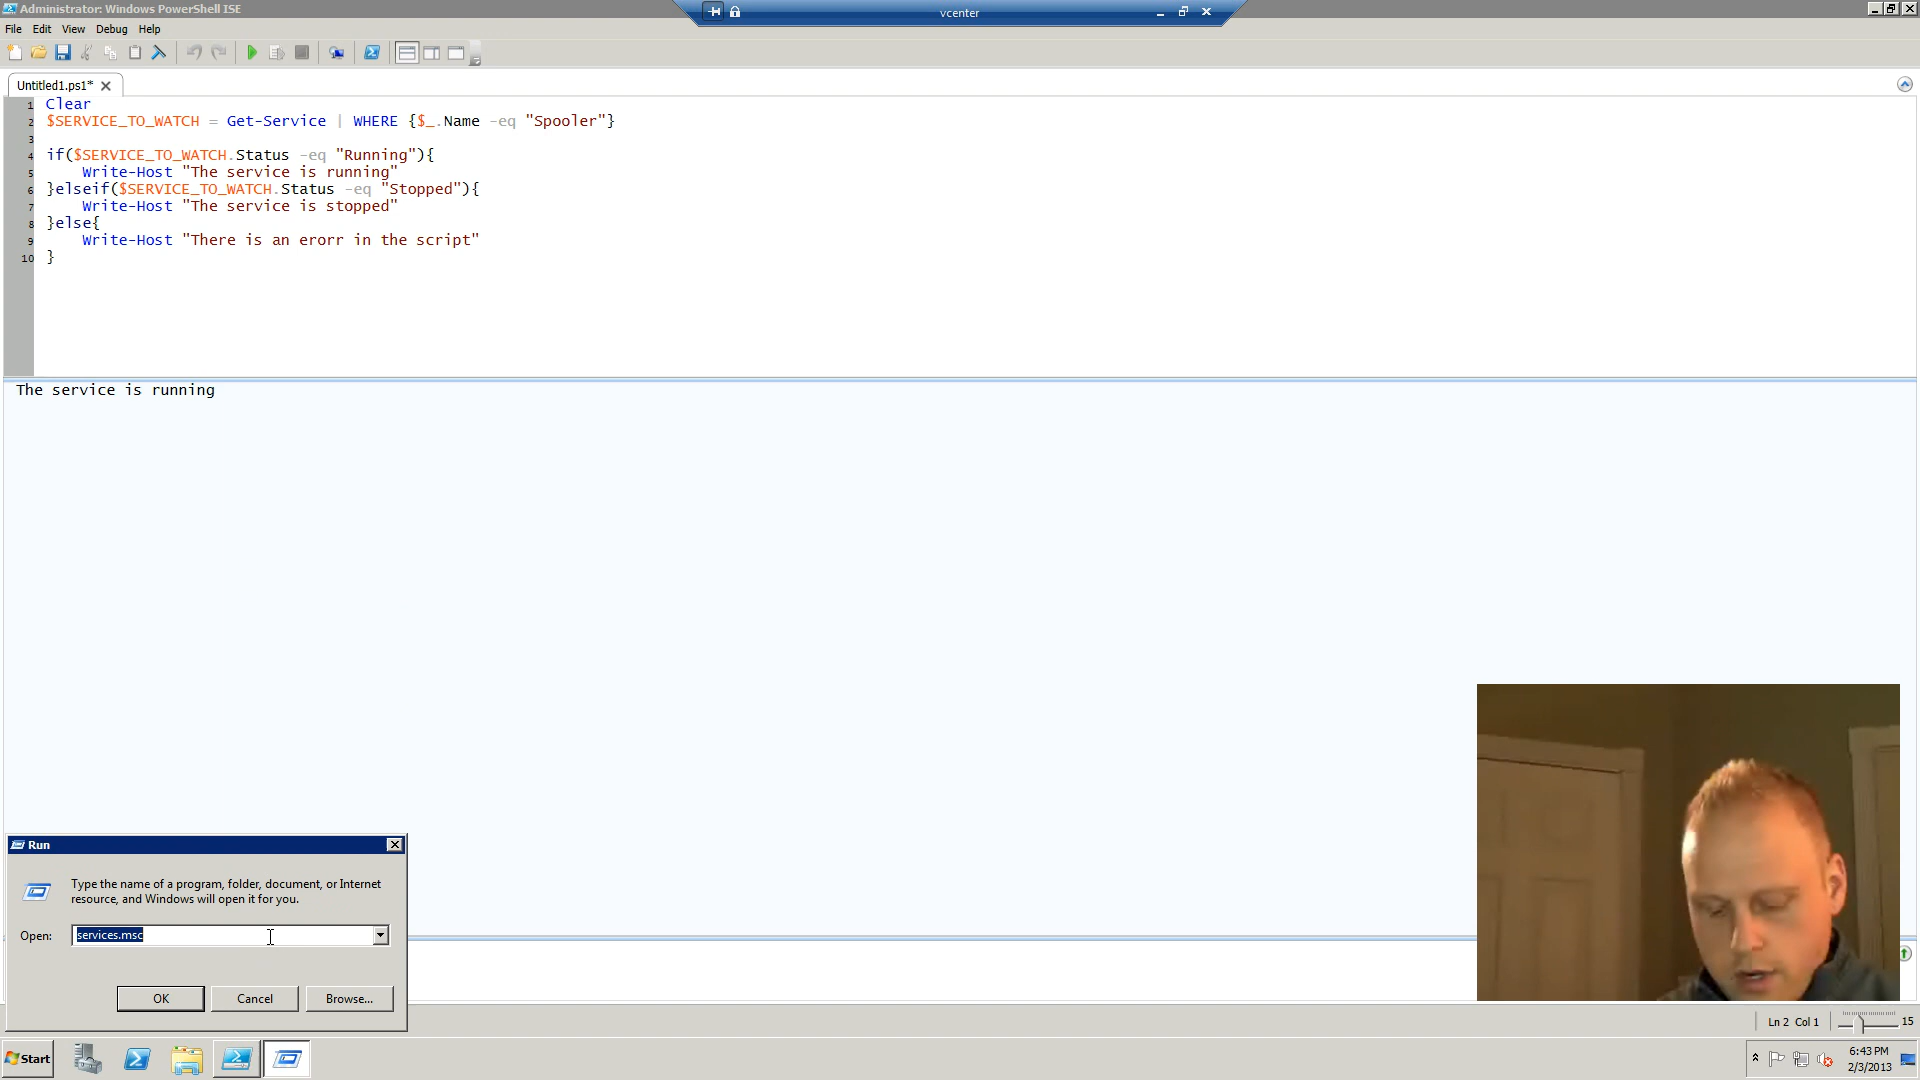 Administrator: Windows PowerShell ISE
vcenter
File Edit View Debug Help
Untitled1.ps1*
1 Clear
2 $SERVICE_TO_WATCH = Get-Service | WHERE {$_.Name -eq "Spooler"}
3
4 if($SERVICE_TO_WATCH.Status -eq "Running"){
5 Write-Host "The service is running"
6 }elseif($SERVICE_TO_WATCH.Status -eq "Stopped"){
7 Write-Host "The service is stopped"
8 }else{
9 Write-Host "There is an erorr in the script"
10 }
The service is running
Run
Type the name of a program, folder, document, or Internet
resource, and Windows will open it for you.
Open: services.msc
OK Cancel Browse...
Ln 2 Col 1 15
Start
6:43 PM
2/3/2013